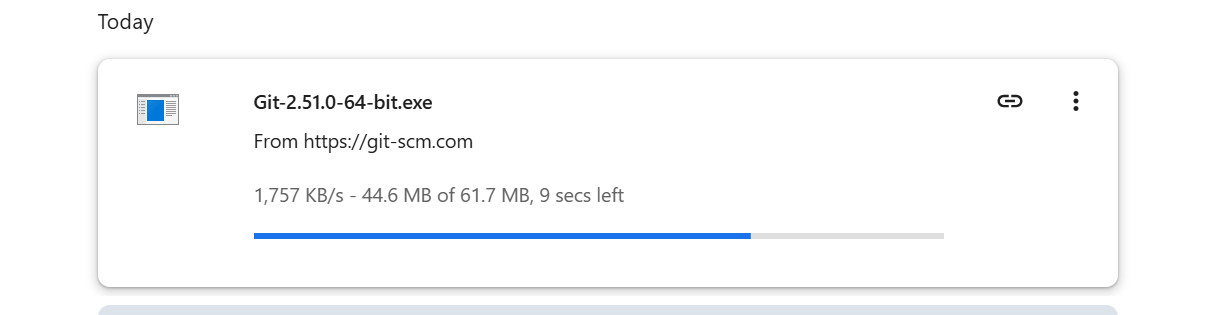 Today
Git-2.51.0-64-bit.exe
From https://git-scm.com
1,757 KB/s - 44.6 MB of 61.7 MB, 9 secs left